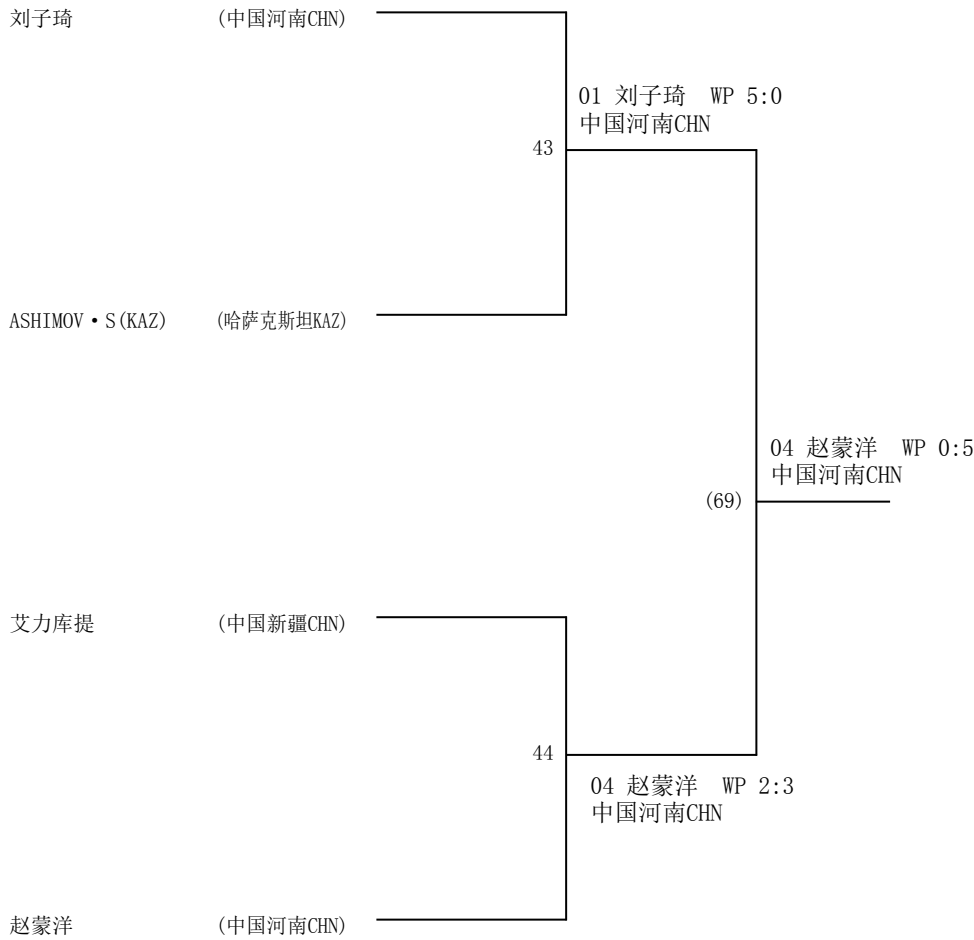 刘子琦 (中国河南CHN)
01 刘子琦 WP 5:0
中国河南CHN
43
ASHIMOV·S(KAZ) (哈萨克斯坦KAZ)
04 赵蒙洋 WP 0:5
中国河南CHN
(69)
艾力库提 (中国新疆CHN)
44
04 赵蒙洋 WP 2:3
中国河南CHN
赵蒙洋 (中国河南CHN)